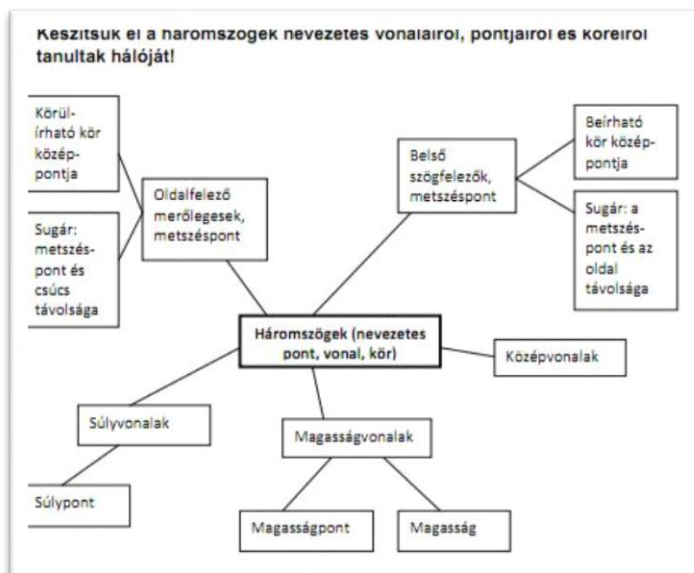 Készítsük el a háromszögek nevezetes vonalairól, pontjairól és köreiről
tanultak hálóját!
Körül-
írható kör
közép-
pontja
Sugár:
metszés-
pont és
csúcs
távolsága
Oldalfelező
merőlegesek,
metszéspont
Belső
szögfelezők,
metszéspont
Beírható
kör közép-
pontja
Sugár: a
metszés-
pont és az
oldal
távolsága
Háromszögek (nevezetes
pont, vonal, kör)
Középvonalak
Súlyvonalak
Súlypont
Magasságvonalak
Magasságpont
Magasság